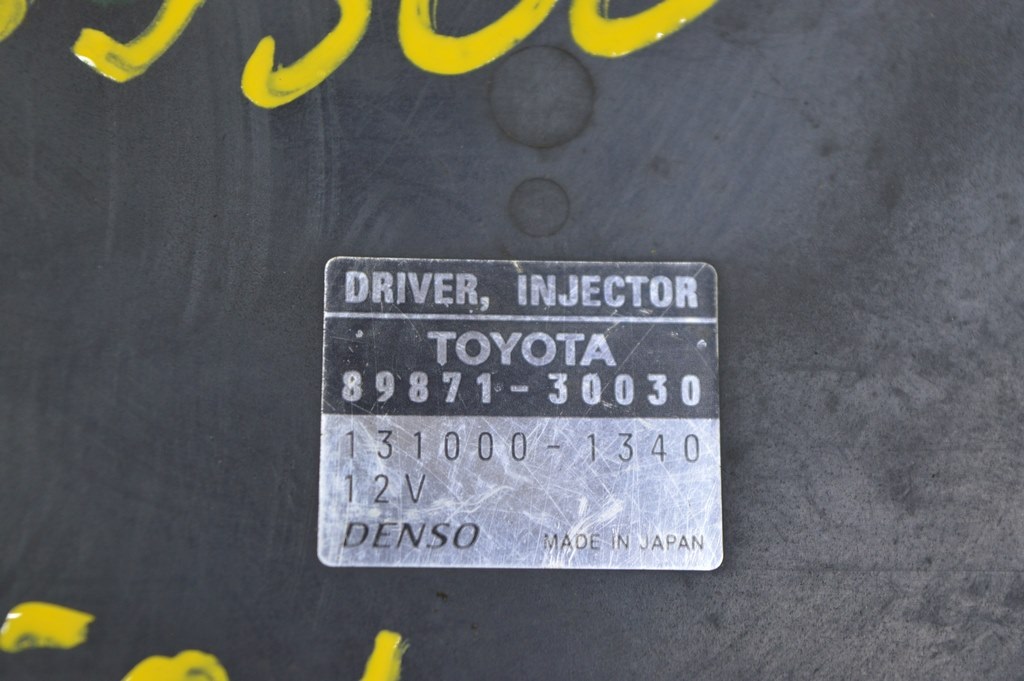 DRIVER, INJECTOR
TOYOTA
89871-30030
131000-1340
12V
DENSO MADE IN JAPAN